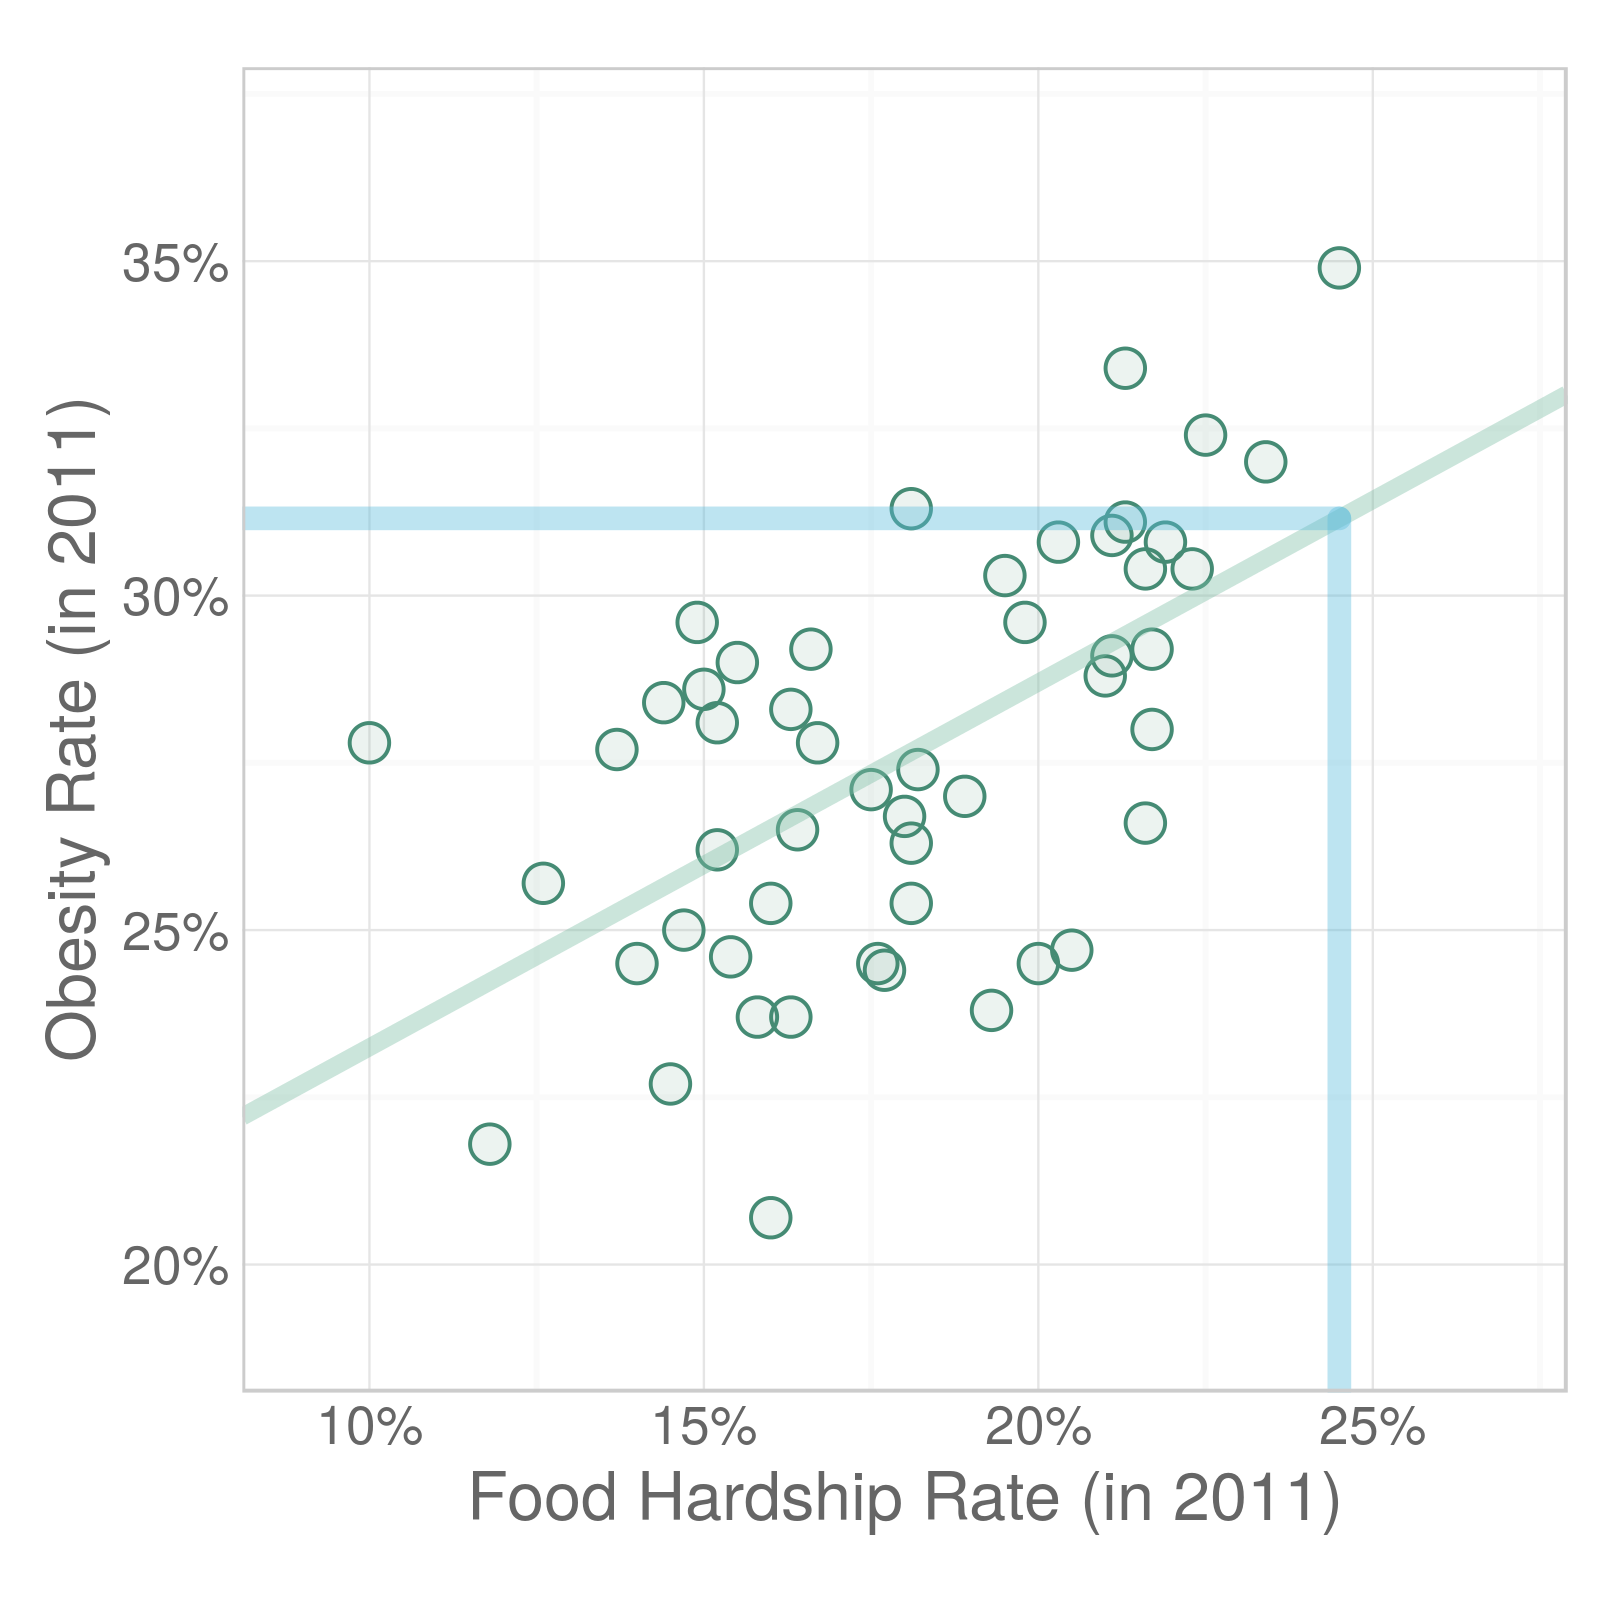 35%
30%
25%
20%
Obesity Rate (in 2011)
10% 15% 20% 25%
Food Hardship Rate (in 2011)